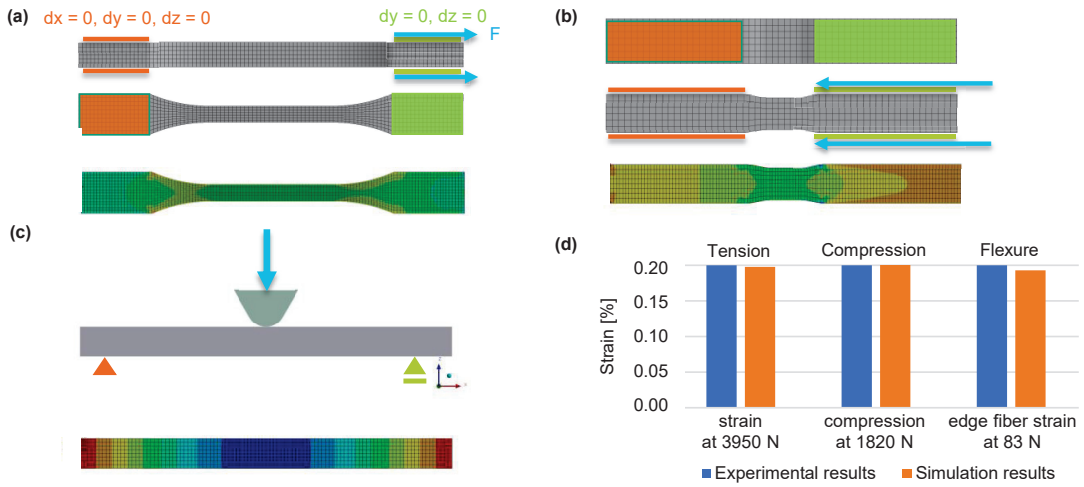 (a)
dx = 0, dy = 0, dz = 0
dy = 0, dz = 0
F
(b)
(c)
(d)
Tension
Compression
Flexure
Strain [%]
0.20
0.15
0.10
0.05
0.00
strain
at 3950 N
compression
at 1820 N
edge fiber strain
at 83 N
Experimental results
Simulation results